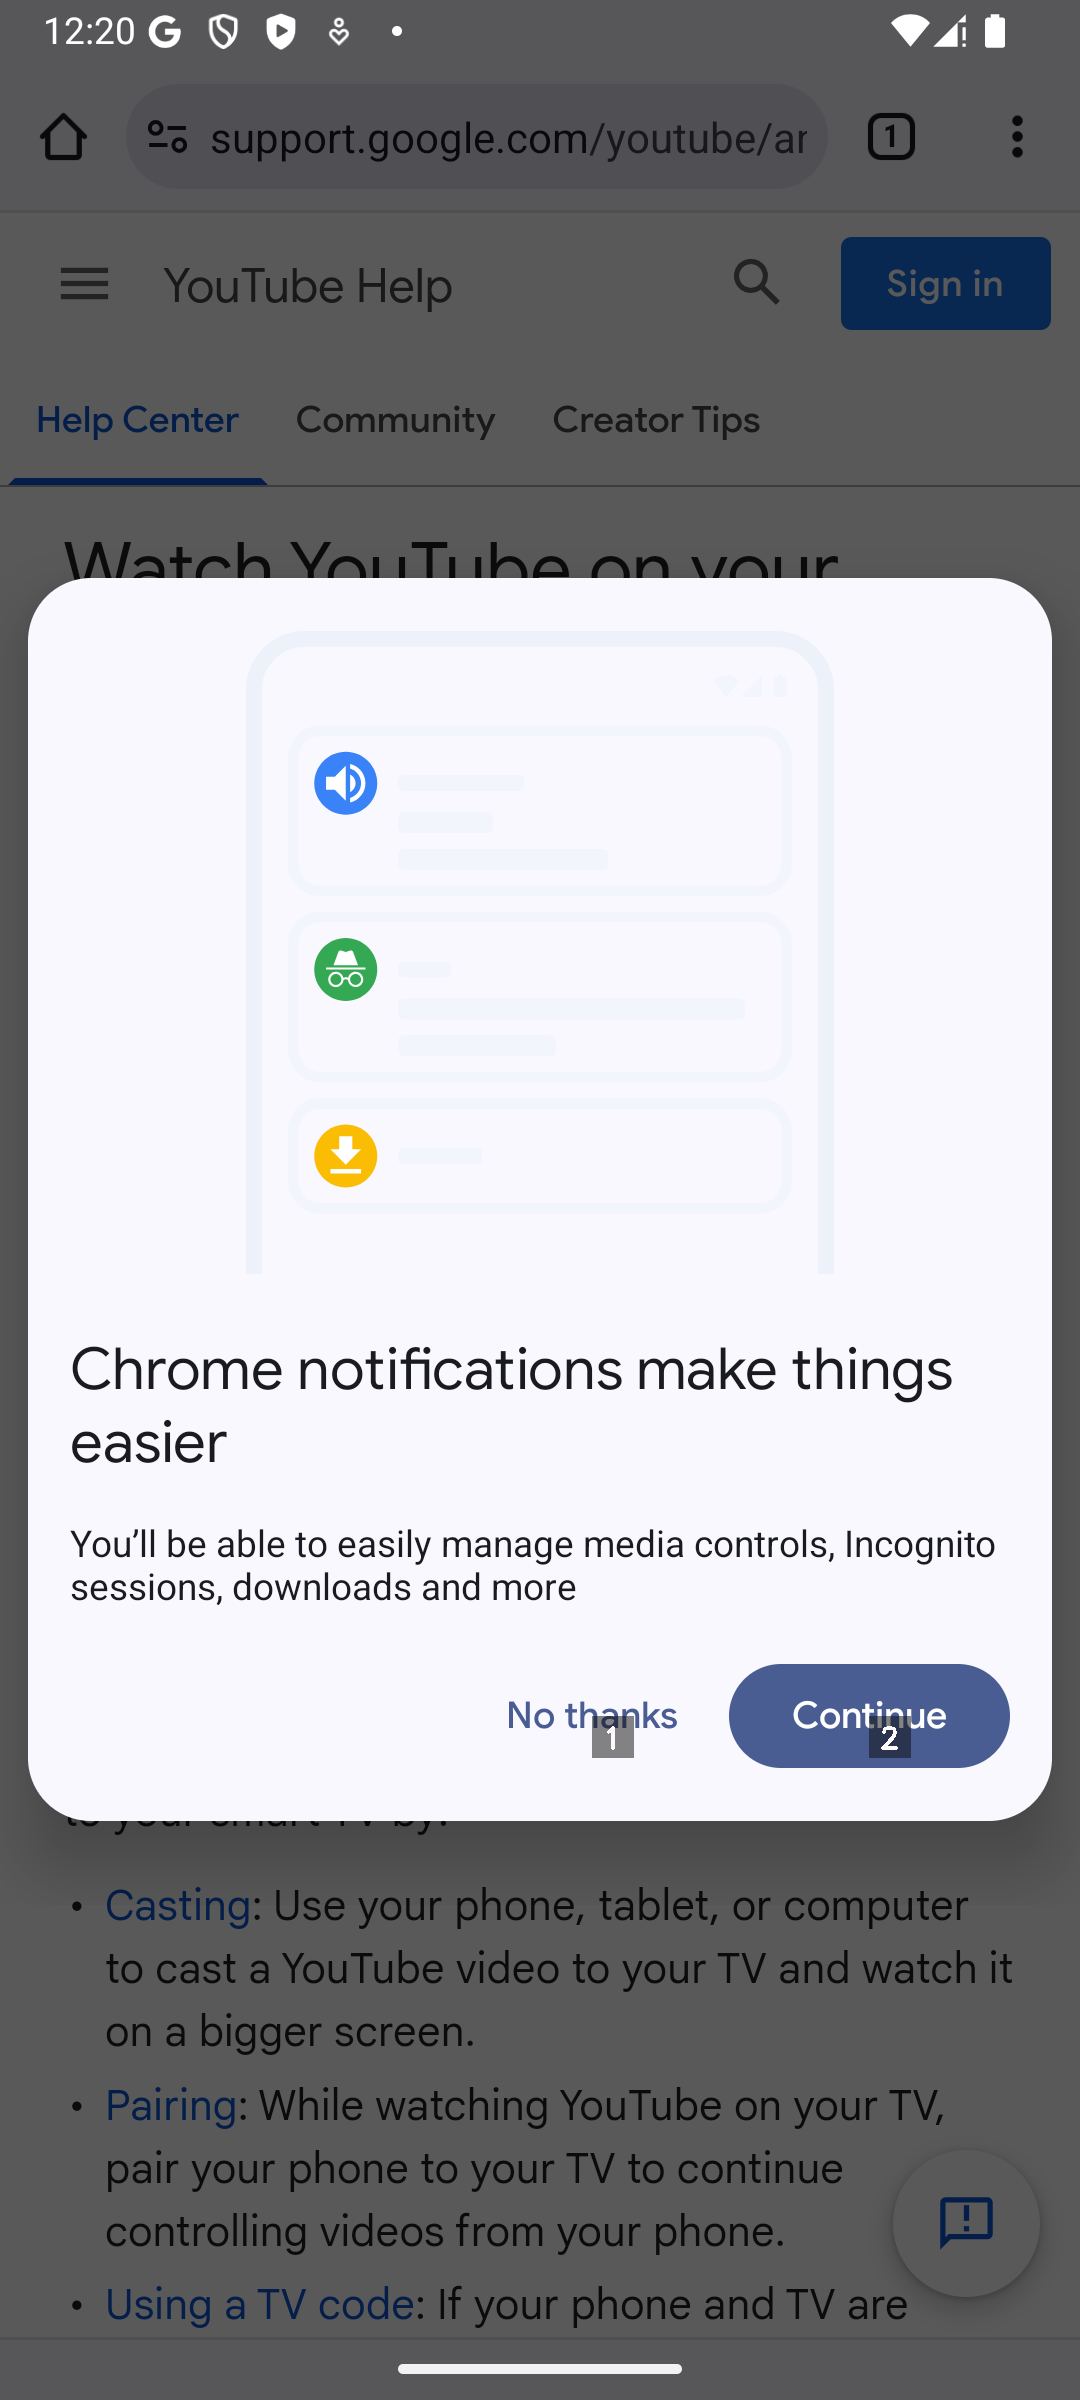 12:20
support.google.com/youtube/ar
1
YouTube Help
Sign in
Help Center
Community
Creator Tips
Watch YouTube on your
Chrome notifications make things
easier
You'll be able to easily manage media controls, Incognito
sessions, downloads and more
No thanks
1
Continue
2
to your smart TV by:
• Casting: Use your phone, tablet, or computer
to cast a YouTube video to your TV and watch it
on a bigger screen.
• Pairing: While watching YouTube on your TV,
pair your phone to your TV to continue
controlling videos from your phone.
• Using a TV code: If your phone and TV are